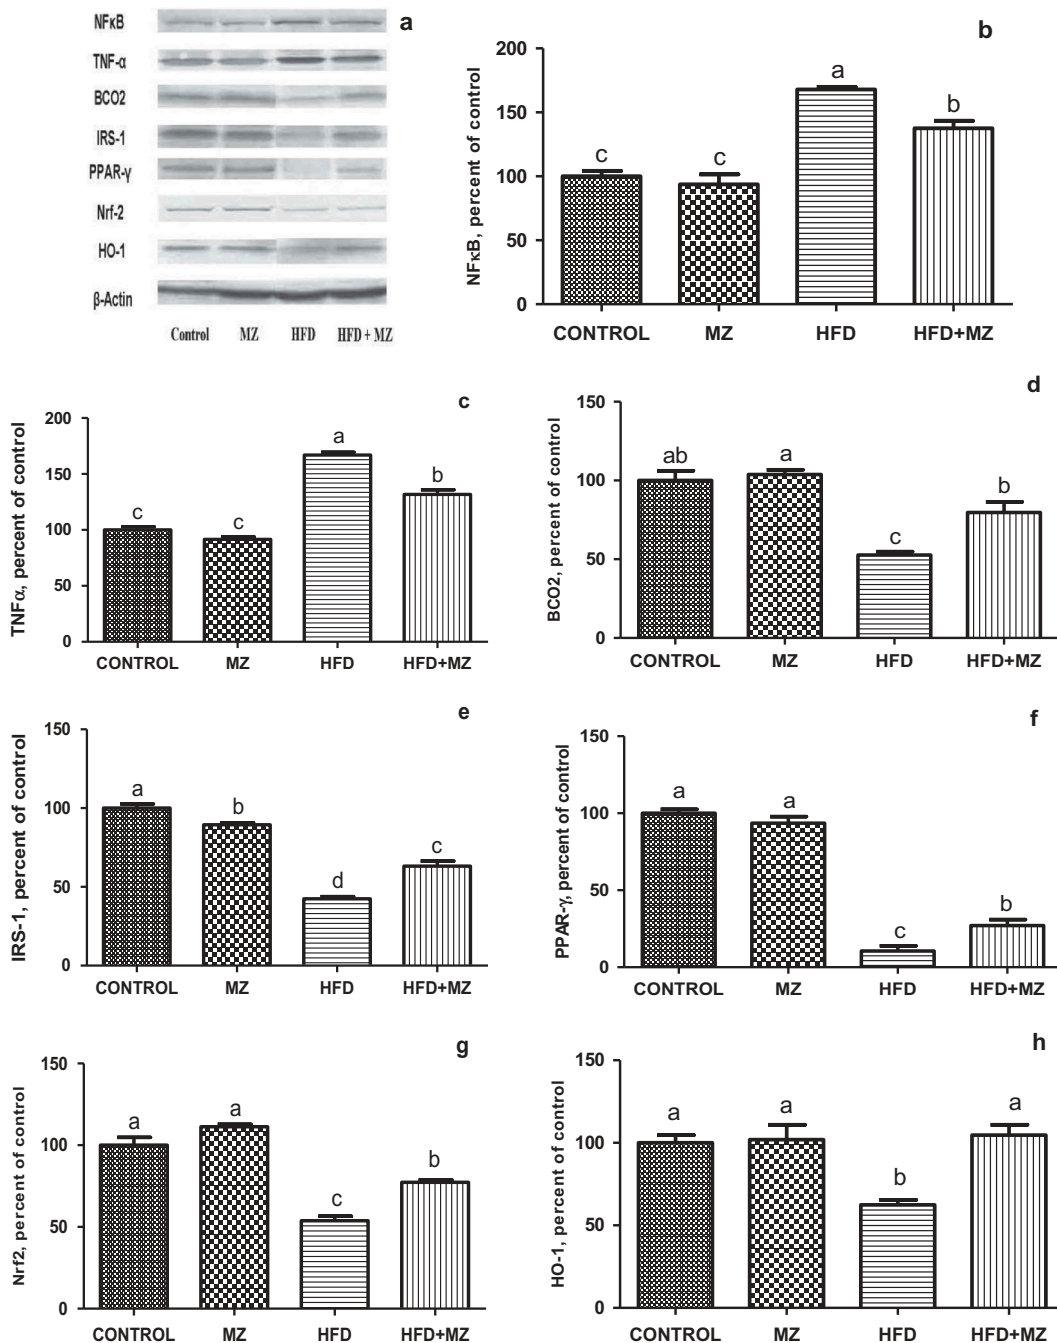 a
NFκB
TNF-α
BCO2
IRS-1
PPAR-γ
Nrf-2
HO-1
β-Actin
Control MZ HFD HFD + MZ
b
NFκB, percent of control
200
150
100
50
0
c c a b
CONTROL MZ HFD HFD+MZ
c
TNFα, percent of control
200
150
100
50
0
c c a b
CONTROL MZ HFD HFD+MZ
d
BCO2, percent of control
150
100
50
0
ab a c b
CONTROL MZ HFD HFD+MZ
e
IRS-1, percent of control
150
100
50
0
a b d c
CONTROL MZ HFD HFD+MZ
f
PPAR-γ, percent of control
150
100
50
0
a a c b
CONTROL MZ HFD HFD+MZ
g
Nrf2, percent of control
150
100
50
0
a a c b
CONTROL MZ HFD HFD+MZ
h
HO-1, percent of control
150
100
50
0
a a b a
CONTROL MZ HFD HFD+MZ